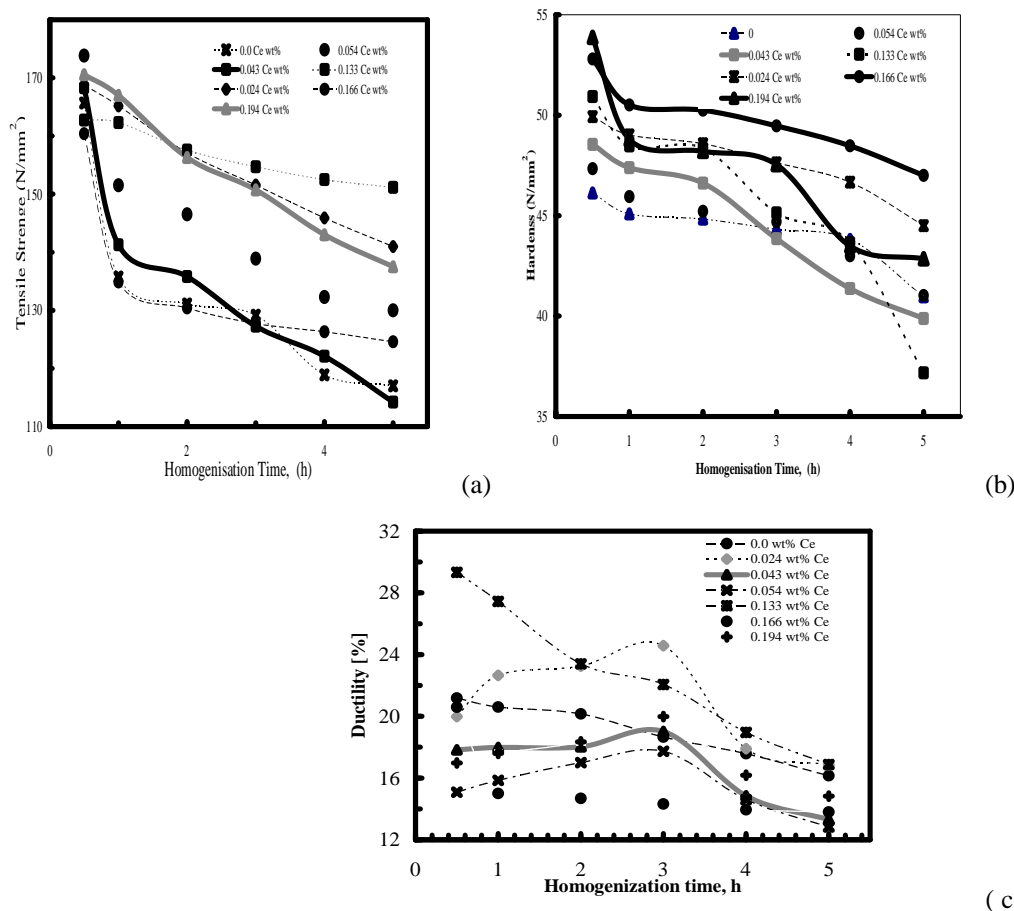 0.0 Ce wt% 0.054 Ce wt%
0.043 Ce wt% 0.133 Ce wt%
0.024 Ce wt% 0.166 Ce wt%
0.194 Ce wt%
170
150
130
110
Tensile Strenge (N/mm²)
0 2 4
Homogenisation Time, (h)
(a)
55
50
45
40
35
Hardenss (N/mm²)
0 0.054 Ce wt%
0.043 Ce wt% 0.133 Ce wt%
0.024 Ce wt% 0.166 Ce wt%
0.194 Ce wt%
0 1 2 3 4 5
Homogenisation Time, (h)
(b)
32
28
24
20
16
12
Ductility [%]
0.0 wt% Ce
0.024 wt% Ce
0.043 wt% Ce
0.054 wt% Ce
0.133 wt% Ce
0.166 wt% Ce
0.194 wt% Ce
0 1 2 3 4 5
Homogenization time, h
( c